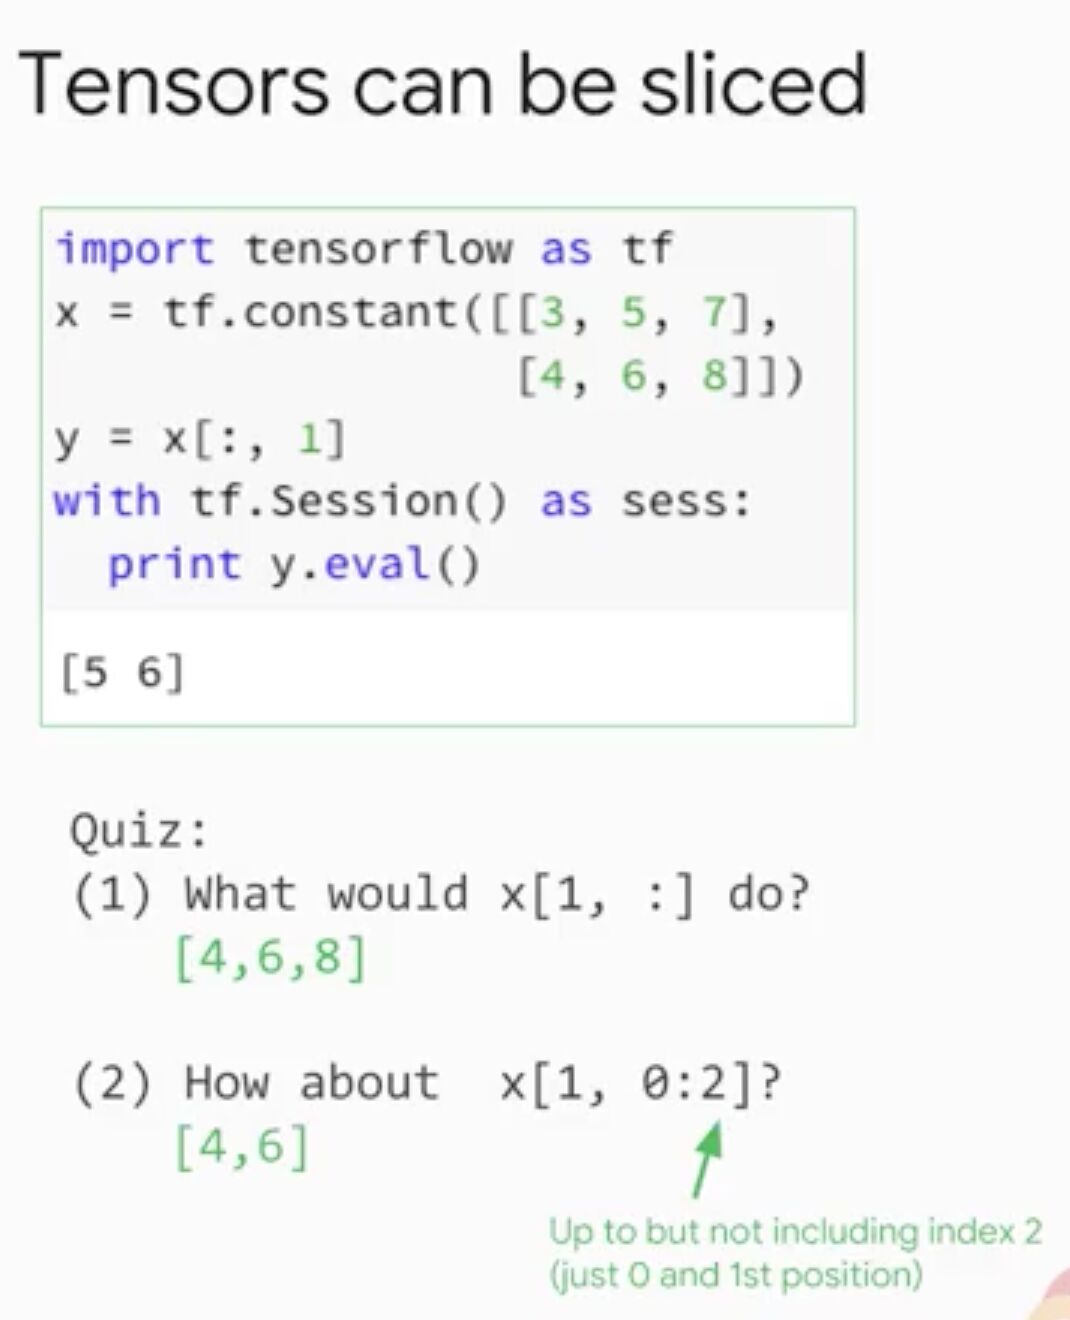 Tensors can be sliced
import tensorflow as tf
x = tf.constant([[3, 5, 7],
                 [4, 6, 8]])
y = x[:, 1]
with tf.Session() as sess:
  print y.eval()
[5 6]
Quiz:
(1) What would x[1, :] do?
[4,6,8]
(2) How about  x[1, 0:2]?
[4,6]
Up to but not including index 2
(just 0 and 1st position)